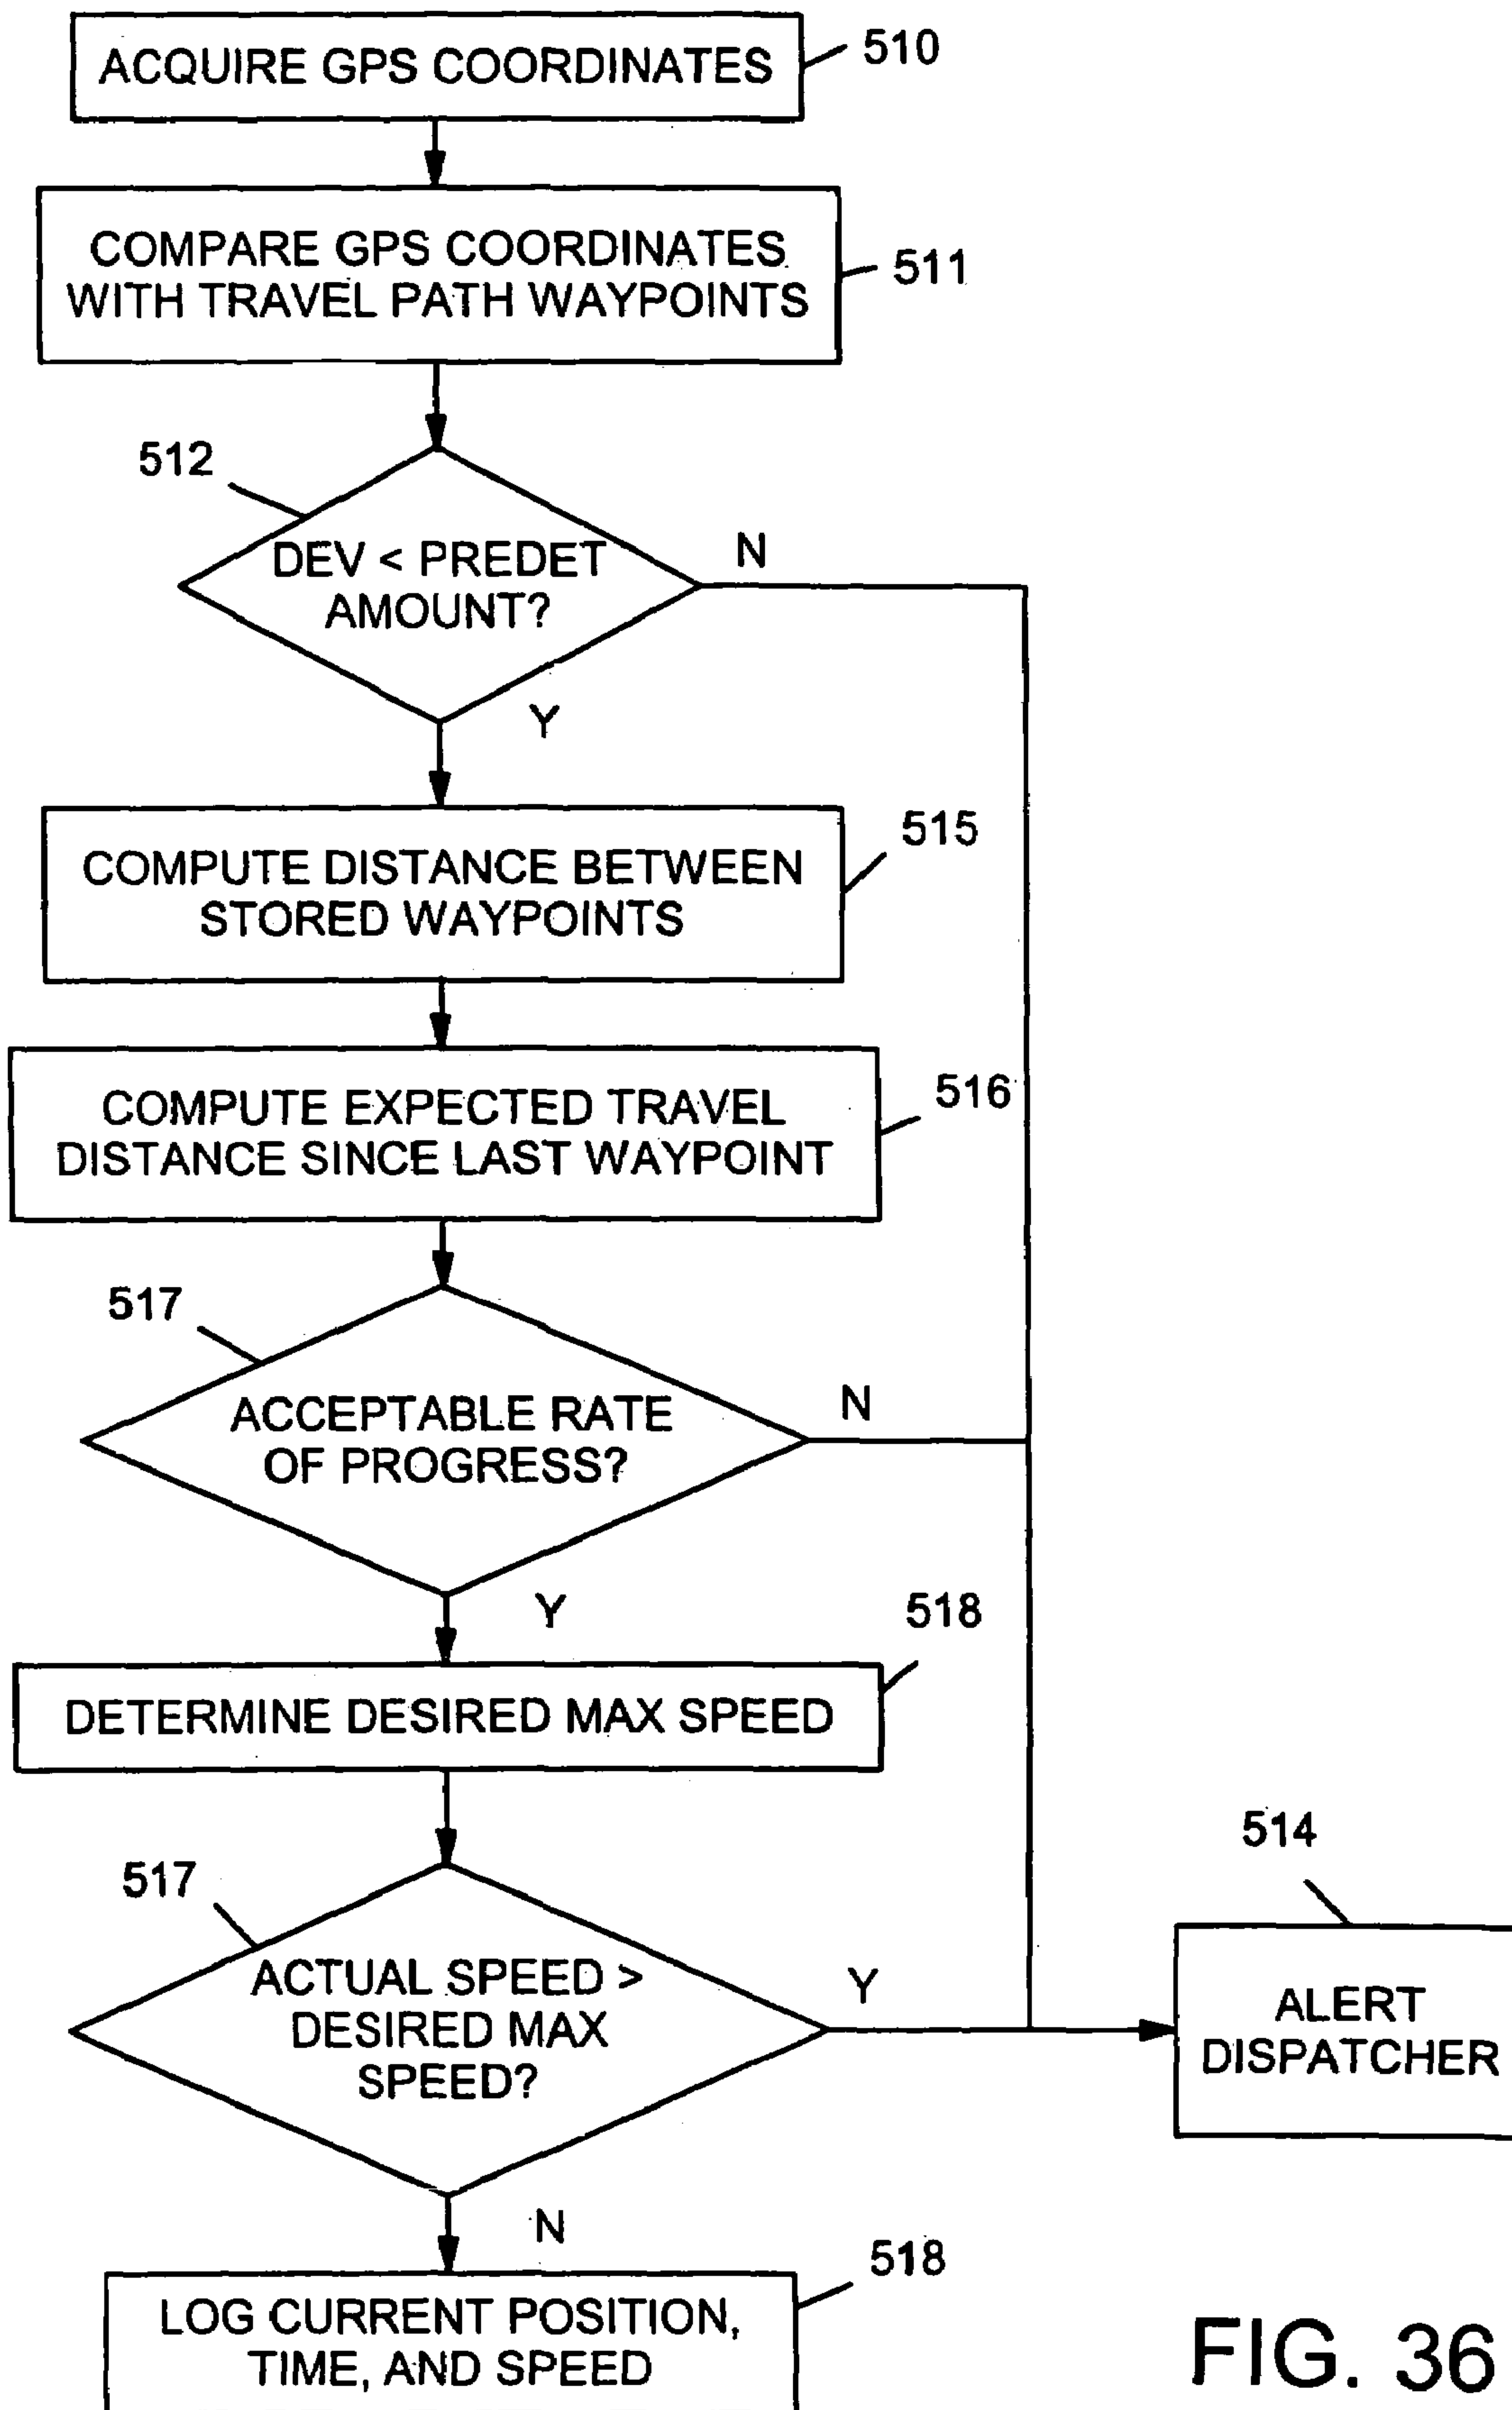 ACQUIRE GPS COORDINATES
510
COMPARE GPS COORDINATES
WITH TRAVEL PATH WAYPOINTS
511
512
DEV < PREDET
AMOUNT?
N
Y
COMPUTE DISTANCE BETWEEN
STORED WAYPOINTS
515
COMPUTE EXPECTED TRAVEL
DISTANCE SINCE LAST WAYPOINT
516
517
ACCEPTABLE RATE
OF PROGRESS?
N
Y
518
DETERMINE DESIRED MAX SPEED
517
ACTUAL SPEED >
DESIRED MAX
SPEED?
Y
514
ALERT
DISPATCHER
N
518
LOG CURRENT POSITION,
TIME, AND SPEED
FIG. 36